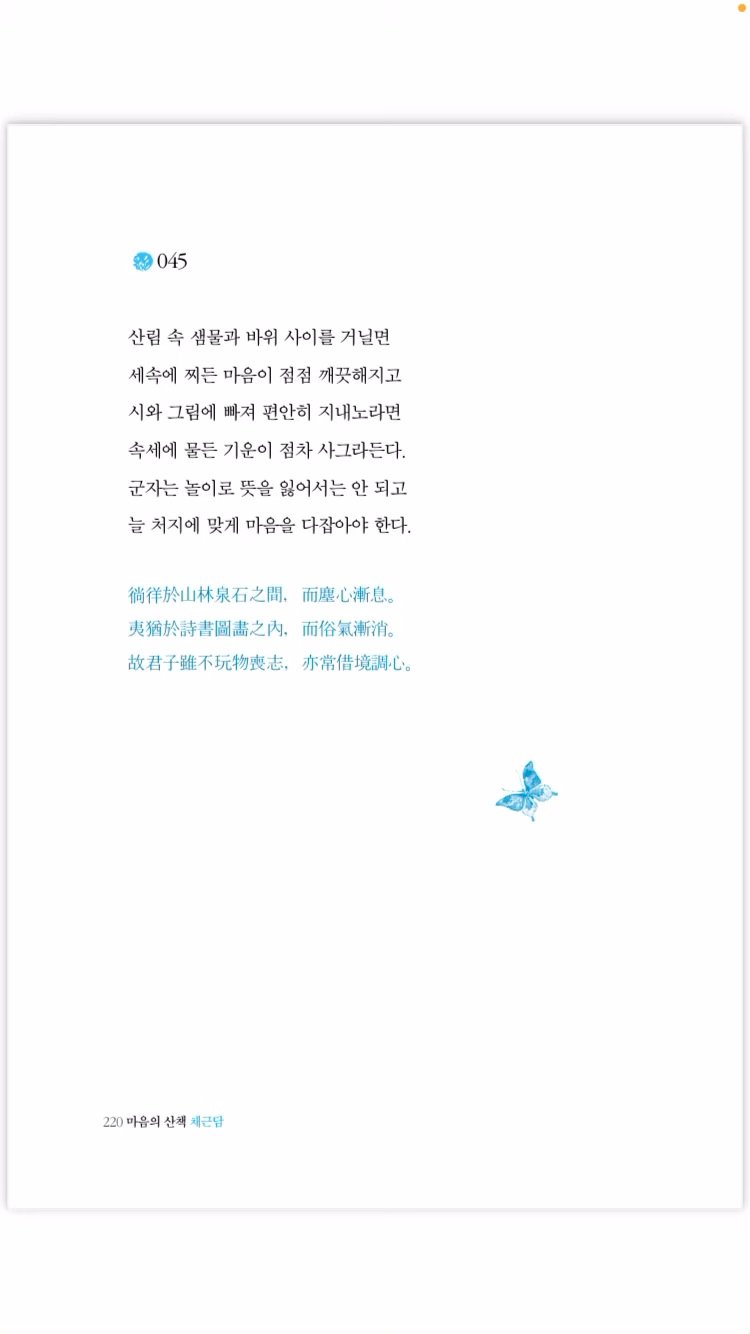 045
산림 속 샘물과 바위 사이를 거닐면
세속에 찌든 마음이 점점 깨끗해지고
시와 그림에 빠져 편안히 지내노라면
속세에 물든 기운이 점차 사그라든다.
군자는 놀이로 뜻을 잃어서는 안 되고
늘 처지에 맞게 마음을 다잡아야 한다.
徜徉於山林泉石之間, 而塵心漸息。
夷猶於詩書圖畵之內, 而俗氣漸消。
故君子雖不玩物喪志, 亦常借境調心。
220 마음의 산책 채근담